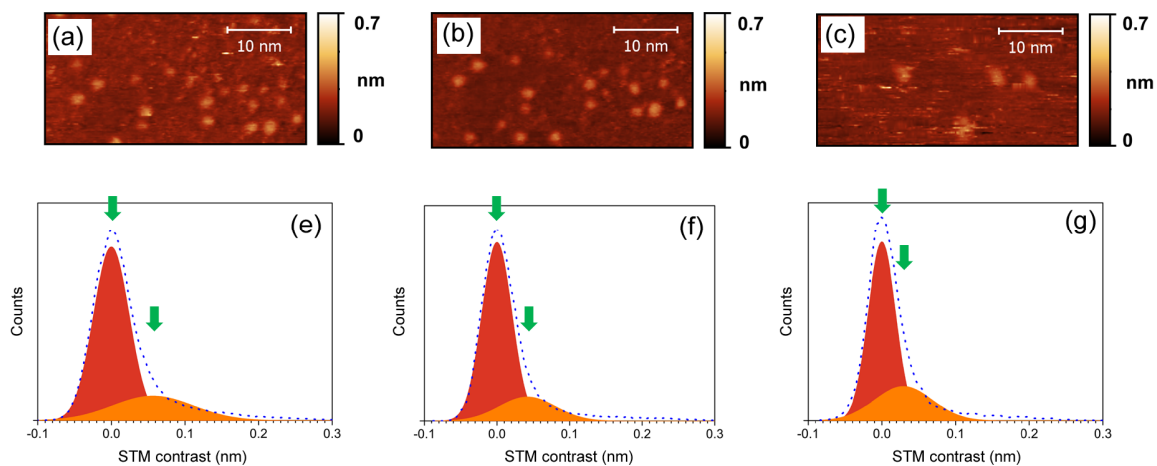 (a)
10 nm
0.7
nm
0
(b)
10 nm
0.7
nm
0
(c)
10 nm
0.7
nm
0
(e)
Counts
-0.1 0.0 0.1 0.2 0.3
STM contrast (nm)
(f)
Counts
-0.1 0.0 0.1 0.2 0.3
STM contrast (nm)
(g)
Counts
-0.1 0.0 0.1 0.2 0.3
STM contrast (nm)